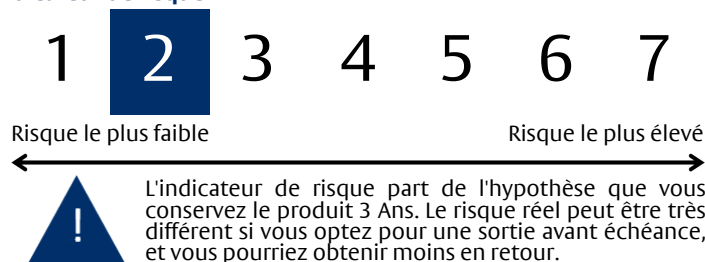 1 2 3 4 5 6 7
Risque le plus faible Risque le plus élevé
! L'indicateur de risque part de l'hypothèse que vous
conservez le produit 3 Ans. Le risque réel peut être très
différent si vous optez pour une sortie avant échéance,
et vous pourriez obtenir moins en retour.